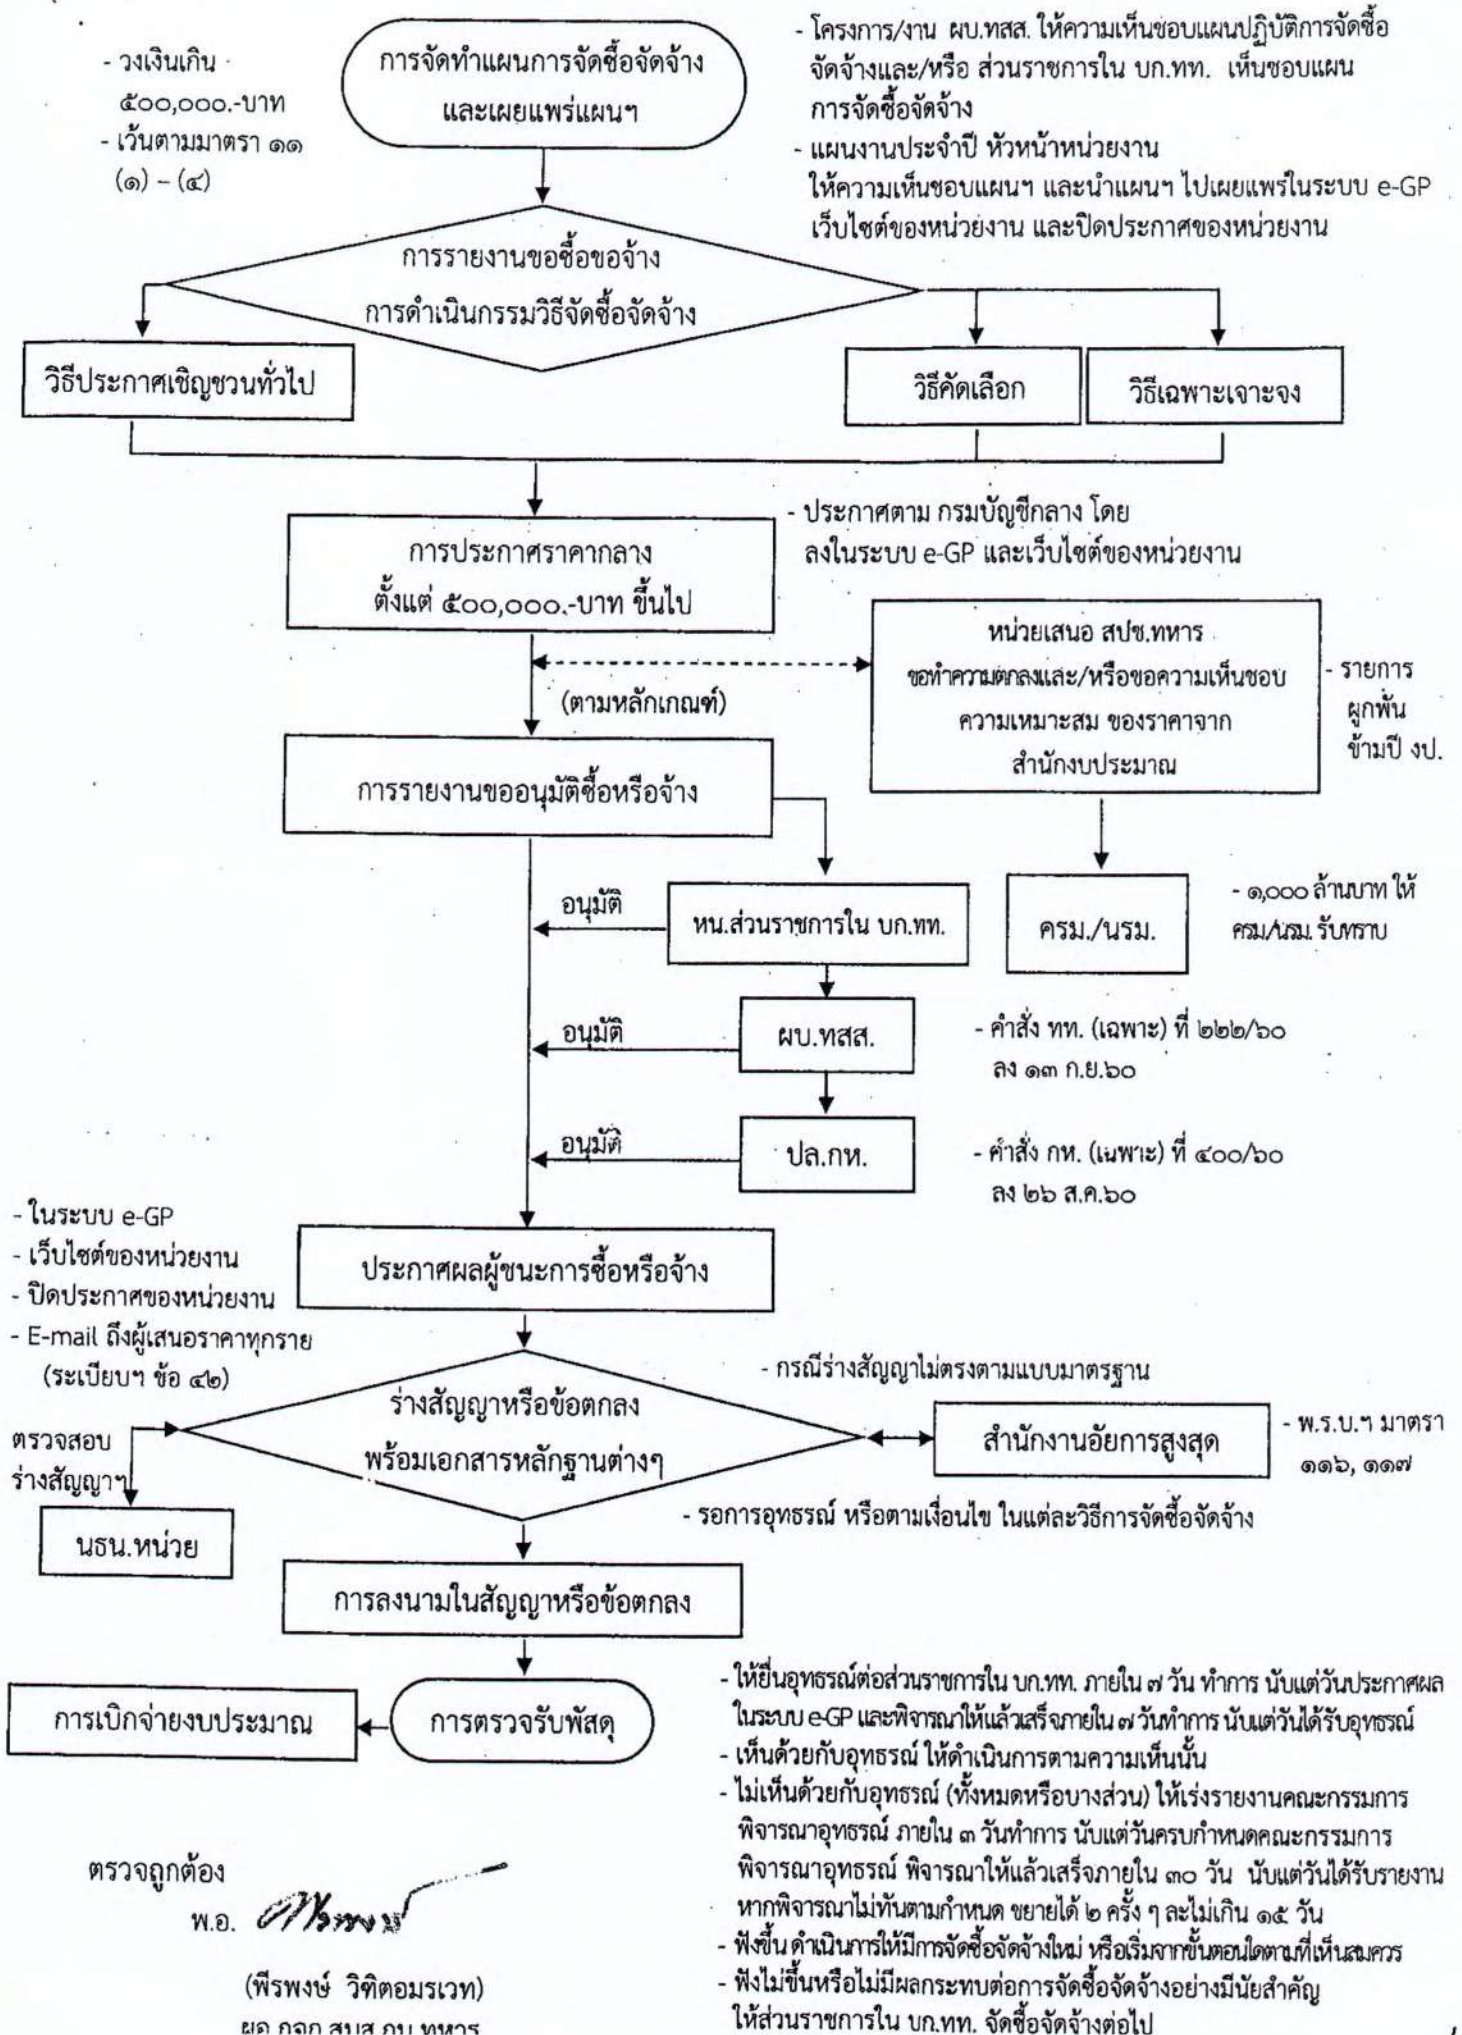 - วงเงินเกิน
๕๐๐,๐๐๐.-บาท
- เว้นตามมาตรา ๑๑
(๑) – (๔)
การจัดทำแผนการจัดซื้อจัดจ้าง
และเผยแพร่แผนฯ
- โครงการ/งาน ผบ.ทสส. ให้ความเห็นชอบแผนปฏิบัติการจัดซื้อ
จัดจ้างและ/หรือ ส่วนราชการใน บก.ทท. เห็นชอบแผน
การจัดซื้อจัดจ้าง
- แผนงานประจำปี หัวหน้าหน่วยงาน
ให้ความเห็นชอบแผนฯ และนำแผนฯ ไปเผยแพร่ในระบบ e-GP
เว็บไซต์ของหน่วยงาน และปิดประกาศของหน่วยงาน
การรายงานขอซื้อขอจ้าง
การดำเนินกรรมวิธีจัดซื้อจัดจ้าง
วิธีประกาศเชิญชวนทั่วไป
วิธีคัดเลือก
วิธีเฉพาะเจาะจง
การประกาศราคากลาง
ตั้งแต่ ๕๐๐,๐๐๐.-บาท ขึ้นไป
- ประกาศตาม กรมบัญชีกลาง โดย
ลงในระบบ e-GP และเว็บไซต์ของหน่วยงาน
หน่วยเสนอ สปช.ทหาร
ขอทำความตกลงและ/หรือขอความเห็นชอบ
ความเหมาะสม ของราคาจาก
สำนักงบประมาณ
- รายการ
ผูกพัน
ข้ามปี งป.
(ตามหลักเกณฑ์)
การรายงานขออนุมัติซื้อหรือจ้าง
อนุมัติ
หน.ส่วนราชการใน บก.ทท.
ครม./นรม.
- ๑,๐๐๐ ล้านบาท ให้
ครม./นรม. รับทราบ
อนุมัติ
ผบ.ทสส.
- คำสั่ง ทท. (เฉพาะ) ที่ ๒๒๒/๖๐
ลง ๑๓ ก.ย.๖๐
อนุมัติ
ปล.กห.
- คำสั่ง กห. (เฉพาะ) ที่ ๔๐๐/๖๐
ลง ๒๖ ส.ค.๖๐
- ในระบบ e-GP
- เว็บไซต์ของหน่วยงาน
- ปิดประกาศของหน่วยงาน
- E-mail ถึงผู้เสนอราคาทุกราย
(ระเบียบฯ ข้อ ๔๒)
ประกาศผลผู้ชนะการซื้อหรือจ้าง
- กรณีร่างสัญญาไม่ตรงตามแบบมาตรฐาน
ร่างสัญญาหรือข้อตกลง
พร้อมเอกสารหลักฐานต่างๆ
ตรวจสอบ
ร่างสัญญาฯ
นธน.หน่วย
สำนักงานอัยการสูงสุด
- พ.ร.บ.ฯ มาตรา
๑๑๖, ๑๑๗
- รอการอุทธรณ์ หรือตามเงื่อนไข ในแต่ละวิธีการจัดซื้อจัดจ้าง
การลงนามในสัญญาหรือข้อตกลง
การเบิกจ่ายงบประมาณ
การตรวจรับพัสดุ
- ให้ยื่นอุทธรณ์ต่อส่วนราชการใน บก.ทท. ภายใน ๗ วัน ทำการ นับแต่วันประกาศผล
ในระบบ e-GP และพิจารณาให้แล้วเสร็จภายใน ๗ วันทำการ นับแต่วันได้รับอุทธรณ์
- เห็นด้วยกับอุทธรณ์ ให้ดำเนินการตามความเห็นนั้น
- ไม่เห็นด้วยกับอุทธรณ์ (ทั้งหมดหรือบางส่วน) ให้เร่งรายงานคณะกรรมการ
พิจารณาอุทธรณ์ ภายใน ๓ วันทำการ นับแต่วันครบกำหนดคณะกรรมการ
พิจารณาอุทธรณ์ พิจารณาให้แล้วเสร็จภายใน ๓๐ วัน นับแต่วันได้รับรายงาน
หากพิจารณาไม่ทันตามกำหนด ขยายได้ ๒ ครั้ง ๆ ละไม่เกิน ๑๕ วัน
- ฟังขึ้น ดำเนินการให้มีการจัดซื้อจัดจ้างใหม่ หรือเริ่มจากขั้นตอนใดตามที่เห็นสมควร
- ฟังไม่ขึ้นหรือไม่มีผลกระทบต่อการจัดซื้อจัดจ้างอย่างมีนัยสำคัญ
ให้ส่วนราชการใน บก.ทท. จัดซื้อจัดจ้างต่อไป
ตรวจถูกต้อง
พ.อ.
(พีรพงษ์ วิฑิตอมรเวท)
ผอ.กจก.สบส.กบ.ทหาร